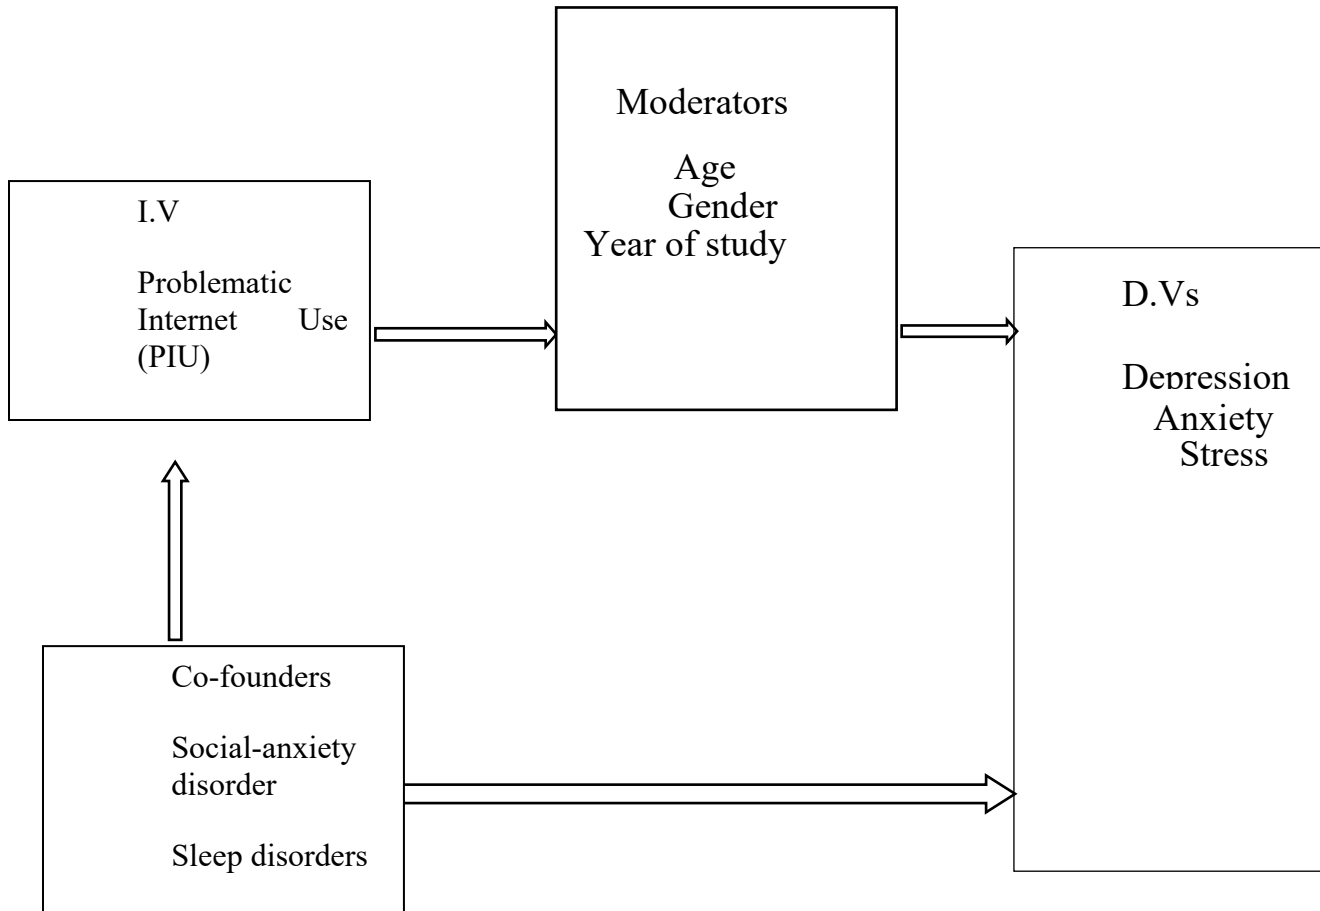 Moderators
Age
Gender
Year of study
I.V
Problematic
Internet Use
(PIU)
D.Vs
Depression
Anxiety
Stress
Co-founders
Social-anxiety
disorder
Sleep disorders